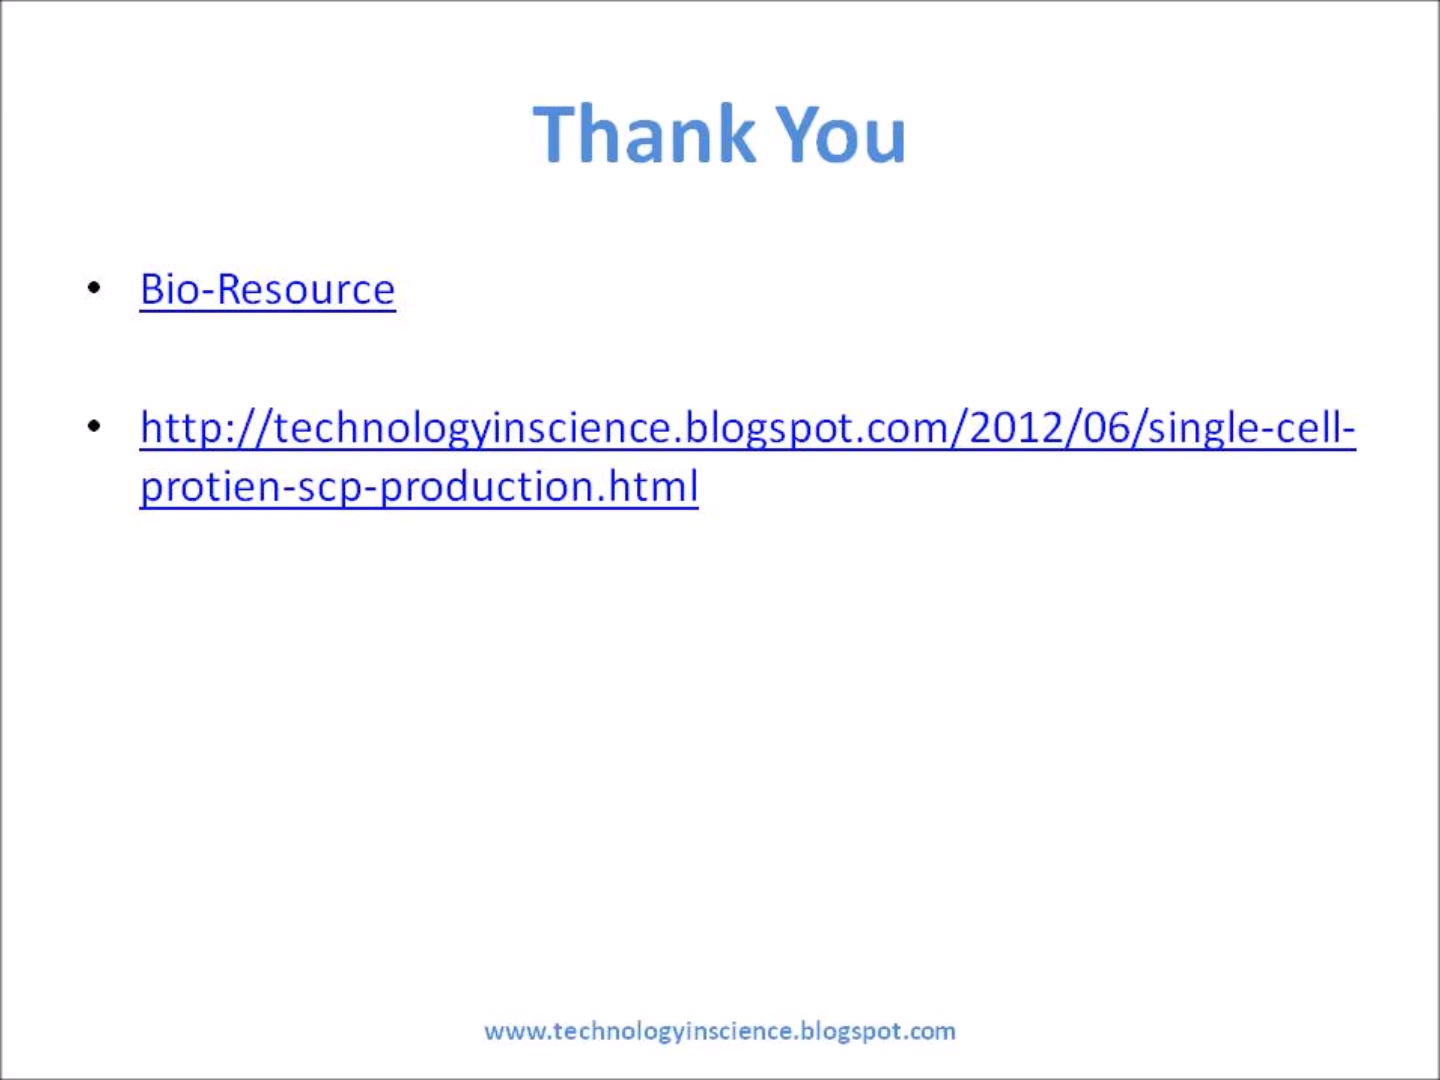 Thank You
• Bio-Resource
• http://technologyinscience.blogspot.com/2012/06/single-cell-
protien-scp-production.html
www.technologyinscience.blogspot.com